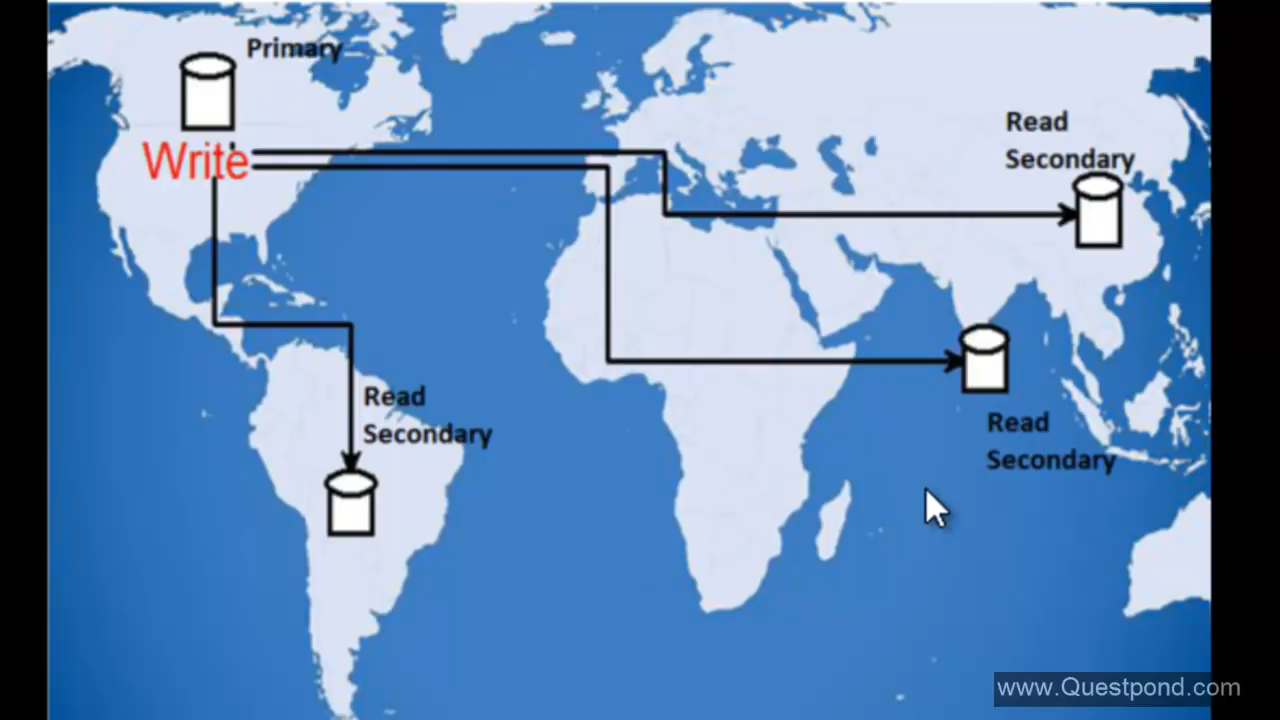 Primary
Write
Read
Secondary
Read
Secondary
Read
Secondary
www.Questpond.com